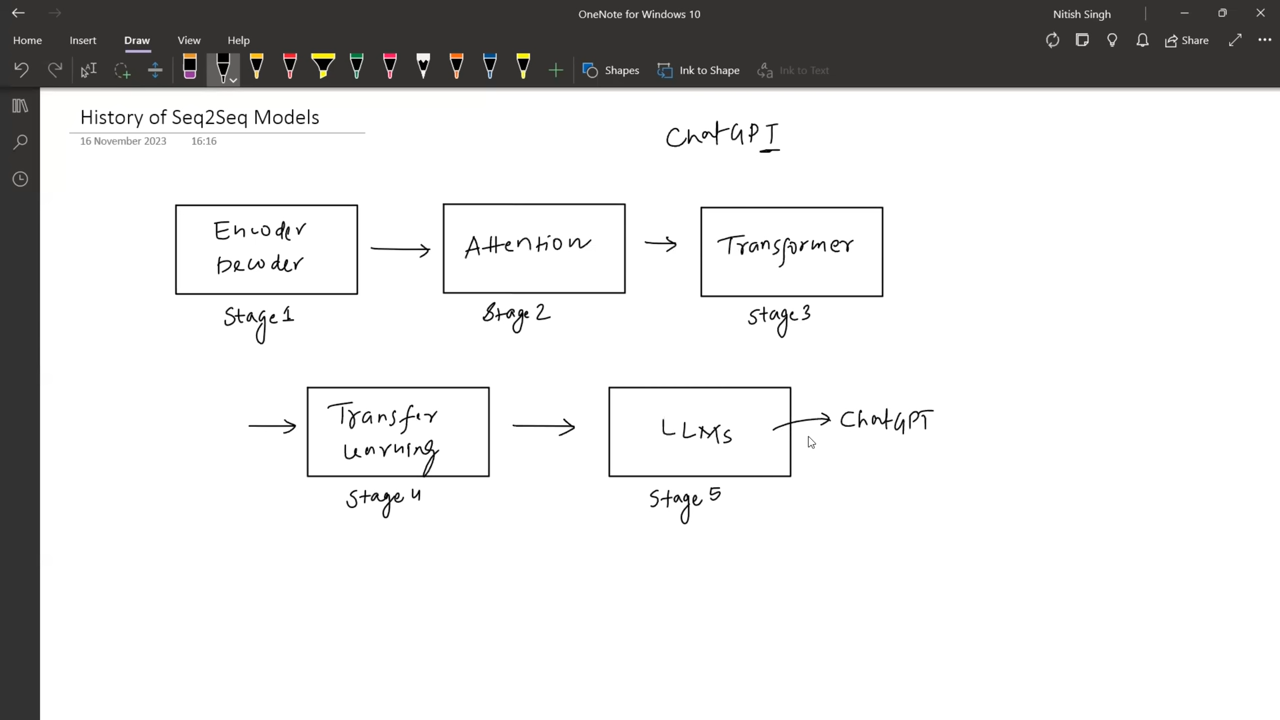 OneNote for Windows 10
Nitish Singh
Home Insert Draw View Help
Shapes Ink to Shape Ink to Text Share
History of Seq2Seq Models
16 November 2023 16:16
ChatGPT
Encoder
Decoder
Attention
Transformer
Stage 1
Stage 2
Stage 3
Transfer
Learning
LLMs
ChatGPT
Stage 4
Stage 5